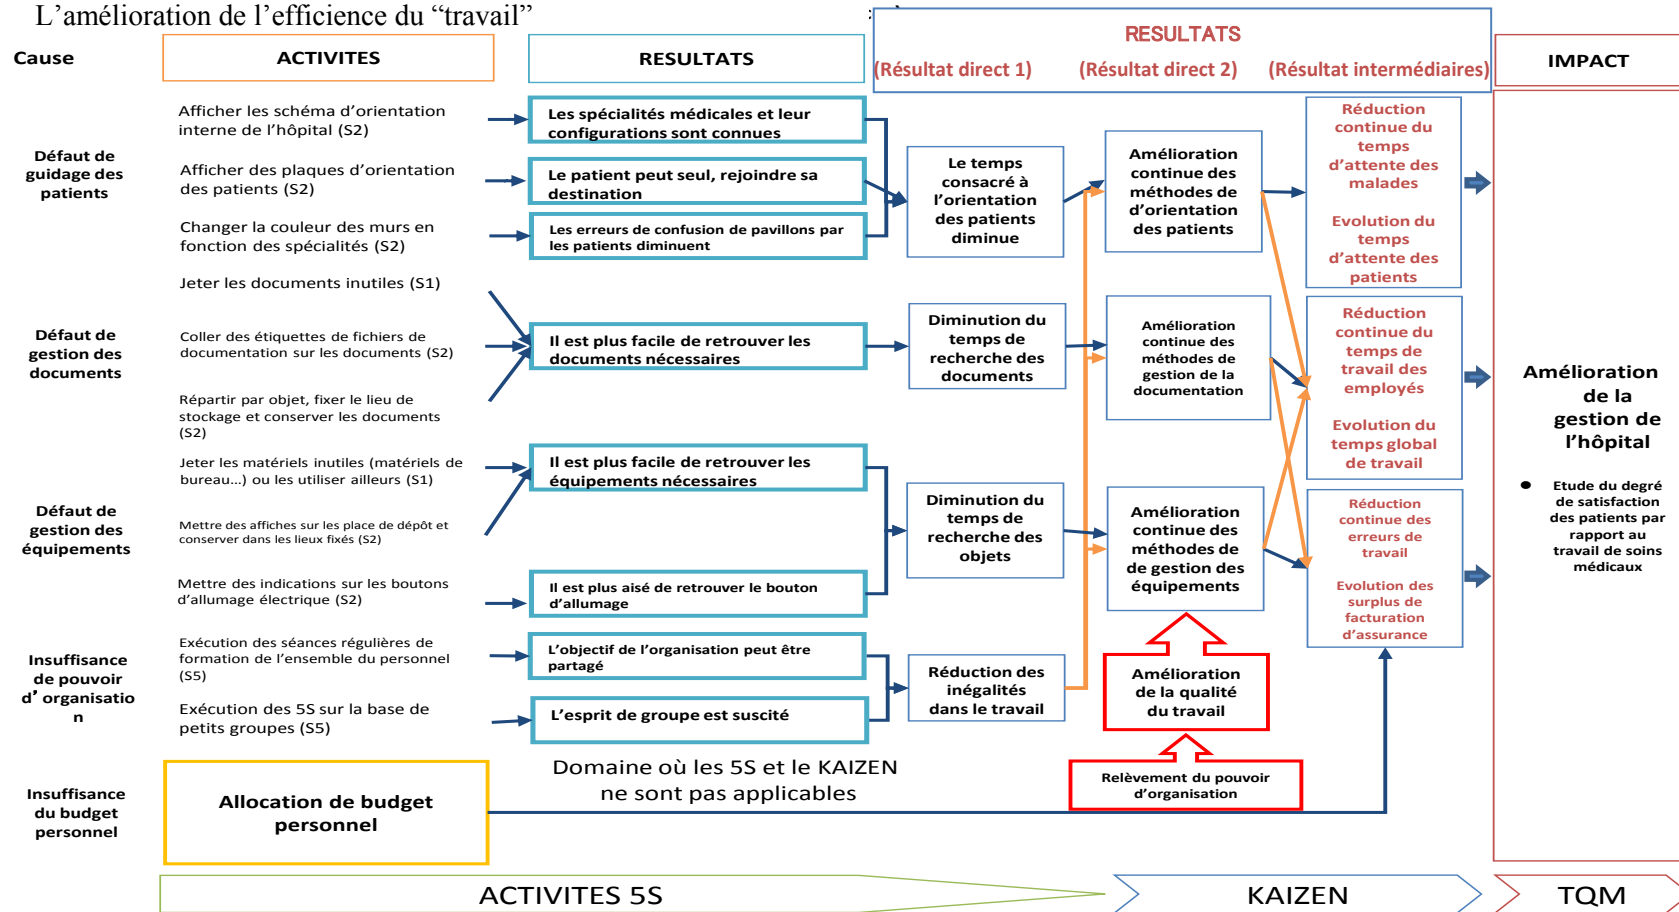 L’amélioration de l’efficience du “travail”
Cause
ACTIVITES
RESULTATS
RESULTATS
(Résultat direct 1)
(Résultat direct 2)
(Résultat intermédiaires)
IMPACT
Défaut de
guidage des
patients
Afficher les schéma d’orientation
interne de l’hôpital (S2)
Afficher des plaques d’orientation
des patients (S2)
Changer la couleur des murs en
fonction des spécialités (S2)
Les spécialités médicales et leur
configurations sont connues
Le patient peut seul, rejoindre sa
destination
Les erreurs de confusion de pavillons par
les patients diminuent
Le temps
consacré à
l’orientation
des patients
diminue
Amélioration
continue des
méthodes de
d’orientation
des patients
Réduction
continue du
temps
d’attente des
malades
Evolution du
temps
d’attente des
patients
Défaut de
gestion des
documents
Jeter les documents inutiles (S1)
Coller des étiquettes de fichiers de
documentation sur les documents (S2)
Répartir par objet, fixer le lieu de
stockage et conserver les documents
(S2)
Il est plus facile de retrouver les
documents nécessaires
Diminution du
temps de
recherche des
documents
Amélioration
continue des
méthodes de
gestion de la
documentation
Réduction
continue du
temps de
travail des
employés
Evolution du
temps global
de travail
Défaut de
gestion des
équipements
Jeter les matériels inutiles (matériels de
bureau...) ou les utiliser ailleurs (S1)
Mettre des affiches sur les place de dépôt et
conserver dans les lieux fixés (S2)
Mettre des indications sur les boutons
d’allumage électrique (S2)
Il est plus facile de retrouver les
équipements nécessaires
Il est plus aisé de retrouver le bouton
d’allumage
Diminution du
temps de
recherche des
objets
Amélioration
continue des
méthodes de
de gestion des
équipements
Réduction
continue des
erreurs de
travail
Evolution des
surplus de
facturation
d’assurance
Amélioration
de la
gestion de
l’hôpital
• Etude du degré
de satisfaction
des patients par
rapport au
travail de soins
médicaux
Insuffisance
de pouvoir
d’ organisatio
n
Exécution des séances régulières de
formation de l’ensemble du personnel
(S5)
Exécution des 5S sur la base de
petits groupes (S5)
L’objectif de l’organisation peut être
partagé
L’esprit de groupe est suscité
Réduction des
inégalités
dans le travail
Amélioration
de la qualité
du travail
Relèvement du pouvoir
d’organisation
Insuffisance
du budget
personnel
Allocation de budget
personnel
Domaine où les 5S et le KAIZEN
ne sont pas applicables
ACTIVITES 5S
KAIZEN
TQM